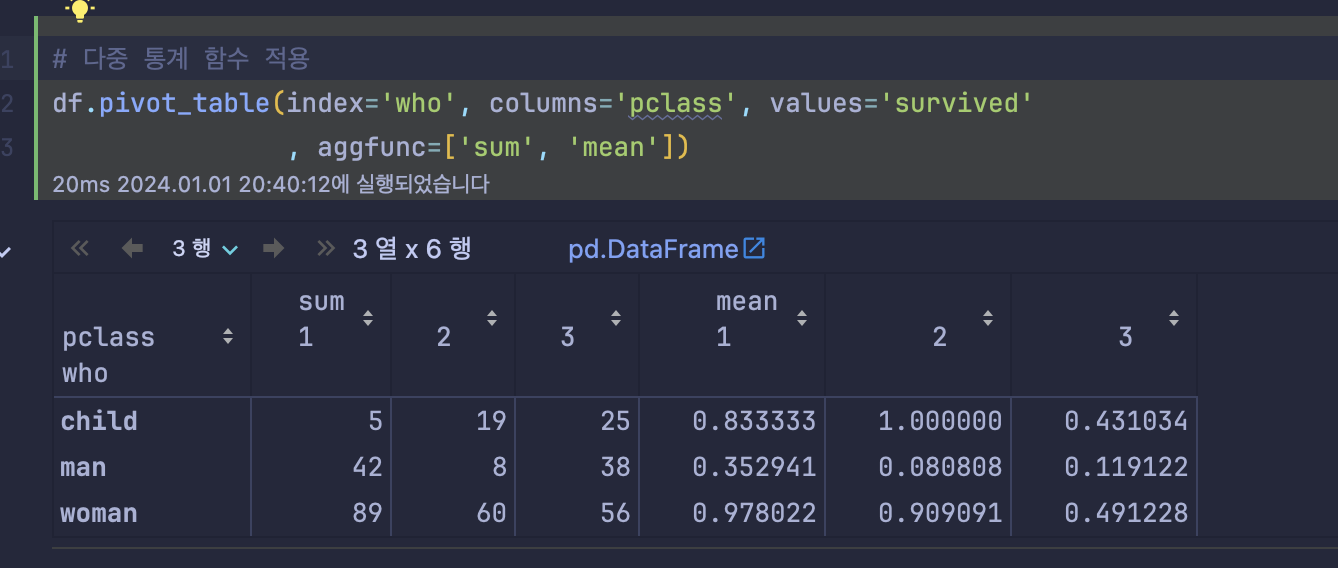 1 # 다중 통계 함수 적용
2 df.pivot_table(index='who', columns='pclass', values='survived'
3 , aggfunc=['sum', 'mean'])
20ms 2024.01.01 20:40:12에 실행되었습니다
3 행 3 열 x 6 행 pd.DataFrame
sum mean
pclass 1 2 3 1 2 3
who
child 5 19 25 0.833333 1.000000 0.431034
man 42 8 38 0.352941 0.080808 0.119122
woman 89 60 56 0.978022 0.909091 0.491228